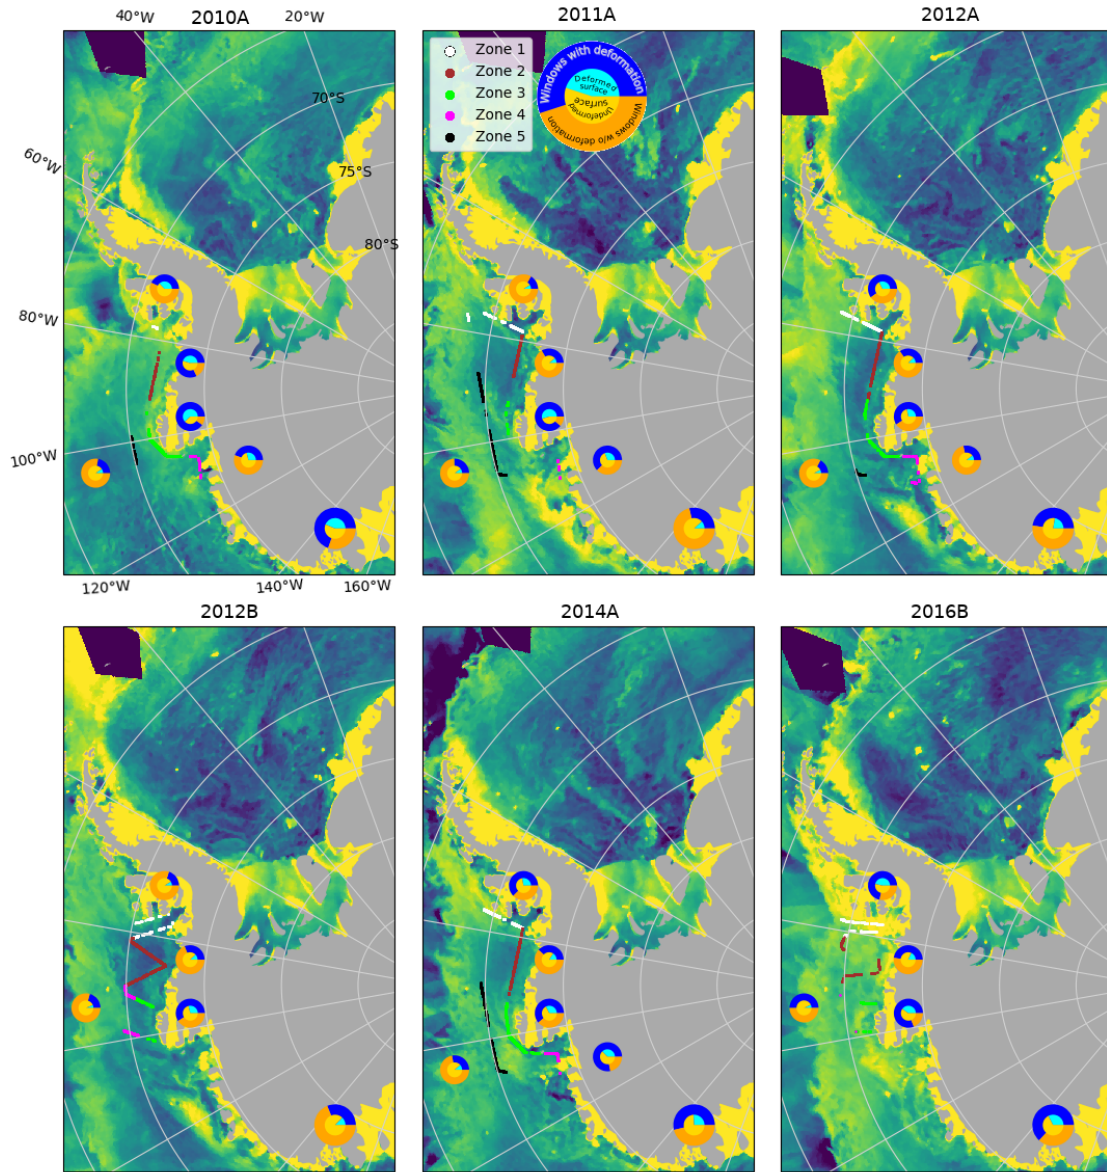 40°W
2010A
20°W
2011A
2012A
Zone 1
Zone 2
Zone 3
Zone 4
Zone 5
Windows with deformation
Deformed
surface
Undeformed
surface
Windows w/o deformation
70°S
75°S
80°S
60°W
80°W
100°W
120°W
140°W
160°W
2012B
2014A
2016B